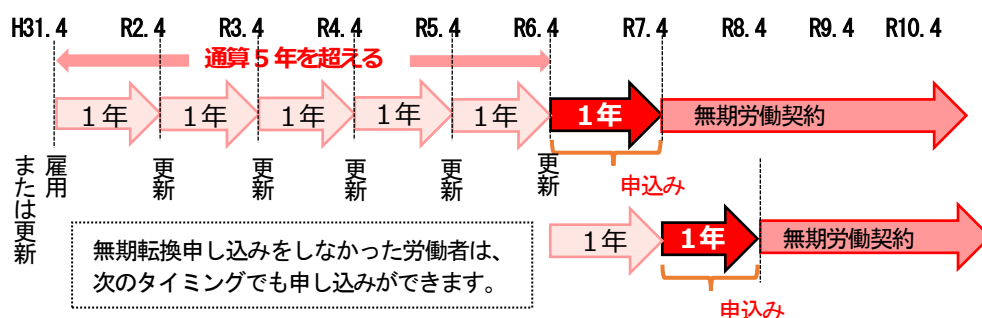 H31.4 R2.4 R3.4 R4.4 R5.4 R6.4 R7.4 R8.4 R9.4 R10.4
通算5年を超える
1年 1年 1年 1年 1年 1年 無期労働契約
雇用
または更新
更新 更新 更新 更新 更新
申込み
無期転換申し込みをしなかった労働者は、
次のタイミングでも申し込みができます。
1年 1年 無期労働契約
申込み